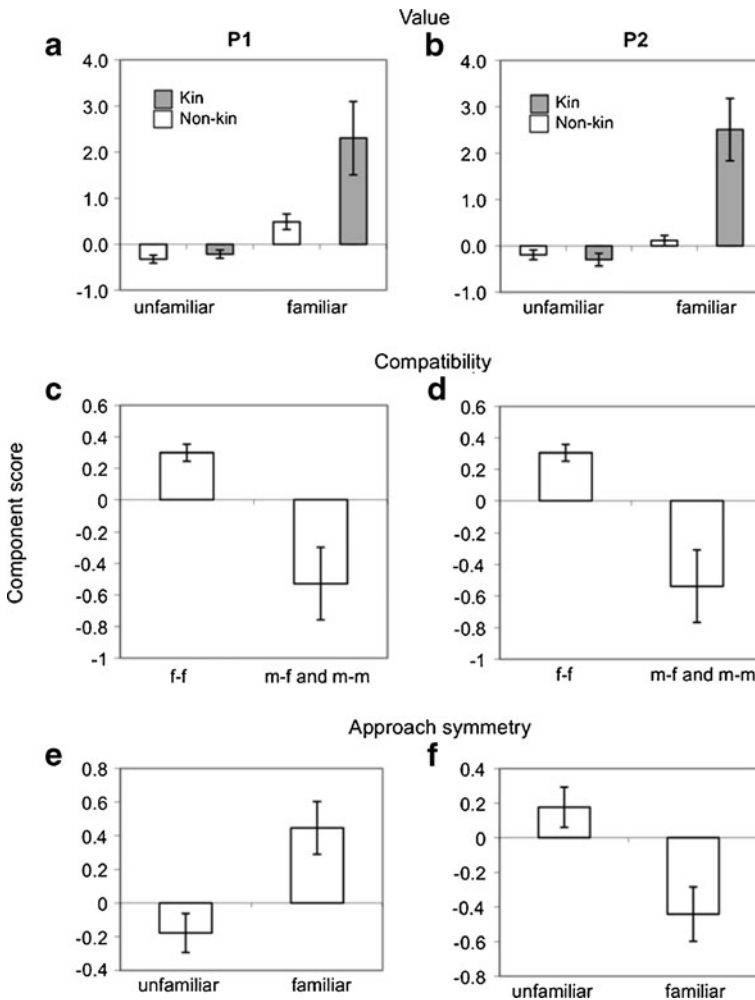 Value
a P1 b P2
4.0 4.0
Kin Kin
3.0 3.0
Non-kin Non-kin
2.0 2.0
1.0 1.0
0.0 0.0
-1.0 -1.0
unfamiliar familiar unfamiliar familiar
Compatibility
c d
0.6 0.6
0.4 0.4
0.2 0.2
0 0
-0.2 -0.2
-0.4 -0.4
-0.6 -0.6
-0.8 -0.8
-1 -1
f-f m-f and m-m f-f m-f and m-m
Component score
Approach symmetry
e f
0.8 0.4
0.6 0.2
0.4 0
0.2 -0.2
0 -0.4
-0.2 -0.6
-0.4 -0.8
unfamiliar familiar unfamiliar familiar